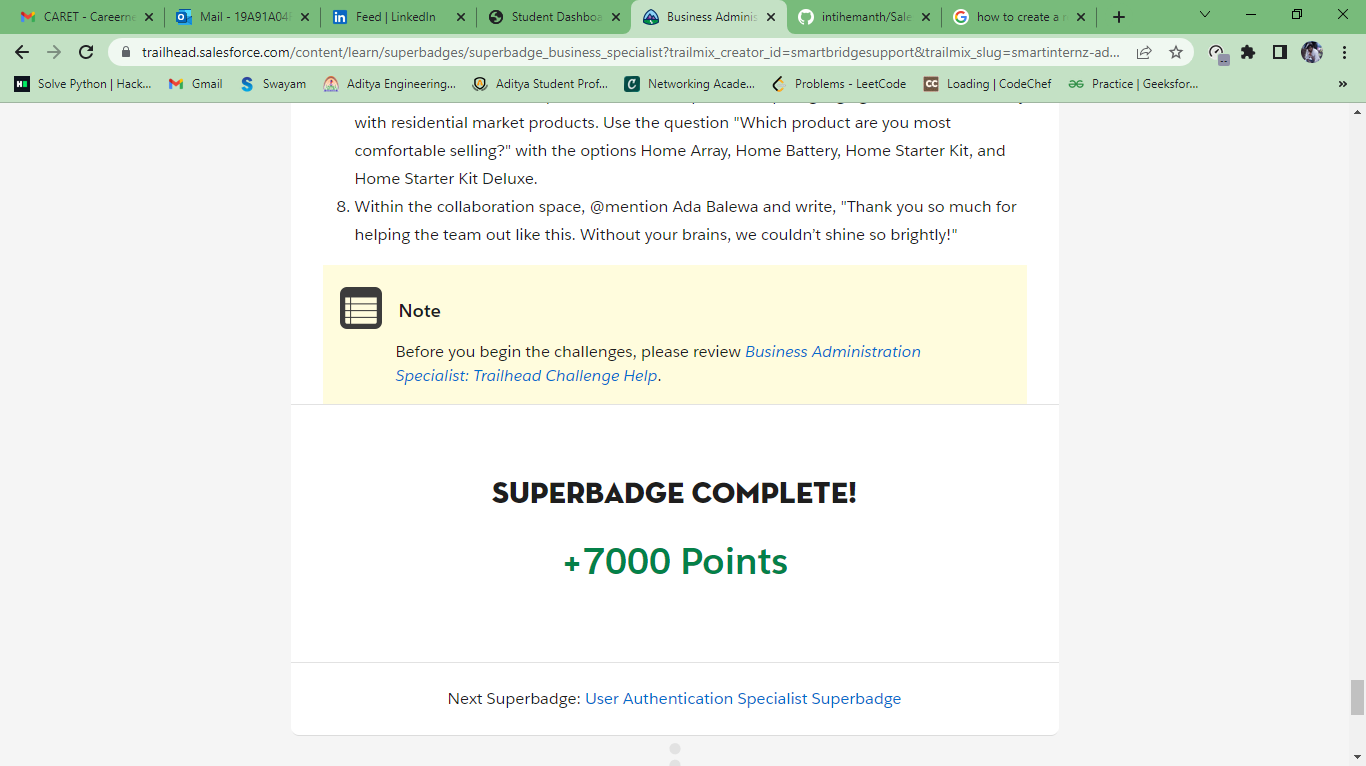 CARET - Careerne
Mail - 19A91A04
Feed | LinkedIn
Student Dashboa
Business Adminis
intihemanth/Sale
how to create a
trailhead.salesforce.com/content/learn/superbadges/superbadge_business_specialist?trailmix_creator_id=smartbridgesupport&trailmix_slug=smartinternz-ad...
Solve Python | Hack...
Gmail
Swayam
Aditya Engineering...
Aditya Student Prof...
Networking Acade...
Problems - LeetCode
CC Loading | CodeChef
Practice | Geeksfor...
»
with residential market products. Use the question "Which product are you most
comfortable selling?" with the options Home Array, Home Battery, Home Starter Kit, and
Home Starter Kit Deluxe.
8. Within the collaboration space, @mention Ada Balewa and write, "Thank you so much for
helping the team out like this. Without your brains, we couldn’t shine so brightly!"
Note
Before you begin the challenges, please review Business Administration
Specialist: Trailhead Challenge Help.
SUPERBADGE COMPLETE!
+7000 Points
Next Superbadge: User Authentication Specialist Superbadge